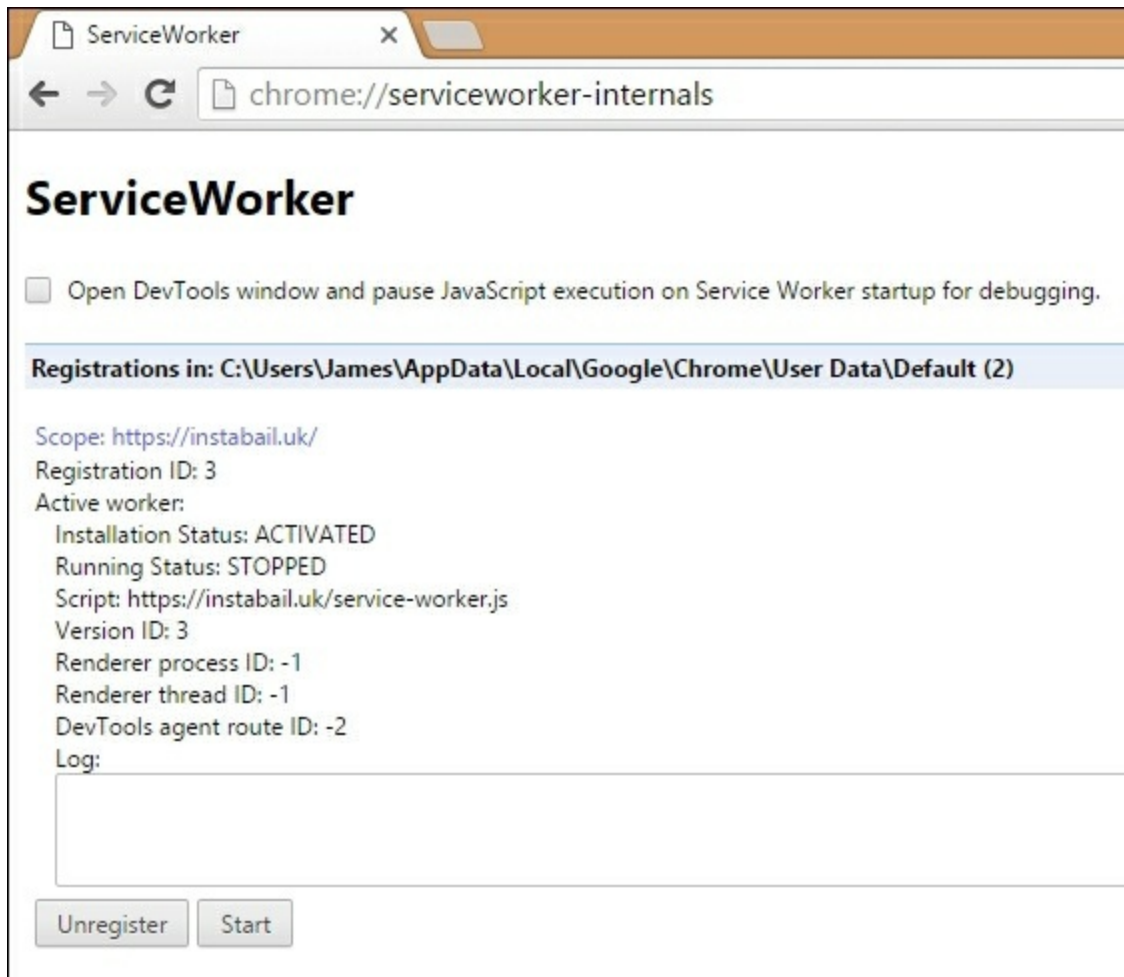 ServiceWorker
chrome://serviceworker-internals
ServiceWorker
Open DevTools window and pause JavaScript execution on Service Worker startup for debugging.
Registrations in: C:\Users\James\AppData\Local\Google\Chrome\User Data\Default (2)
Scope: https://instabail.uk/
Registration ID: 3
Active worker:
Installation Status: ACTIVATED
Running Status: STOPPED
Script: https://instabail.uk/service-worker.js
Version ID: 3
Renderer process ID: -1
Renderer thread ID: -1
DevTools agent route ID: -2
Log:
Unregister Start